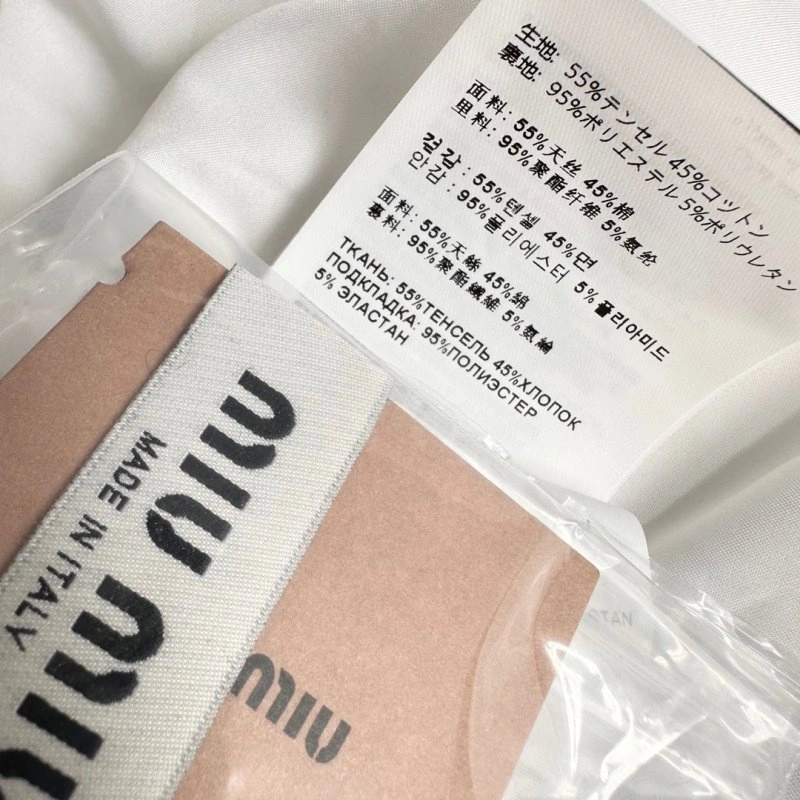 生地: 55%テンセル 45%コットン
裏地: 95%ポリエステル 5%ポリウレタン
面料: 55%天丝 45%棉
里料: 95%聚酯纤维 5%氨纶
겉감 : 55%텐셀 45%면
안감 : 95%폴리에스터 5%폴리아미드
面料: 55%天絲 45%綿
裹料: 95%聚酯纖維 5%氨綸
ТКАНЬ: 55%ТЕНСЕЛЬ 45%ХЛОПОК
ПОДКЛАДКА: 95%ПОЛИЭСТЕР
5% ЭЛАСТАН
MIU MIU
MADE IN ITALY
MIU